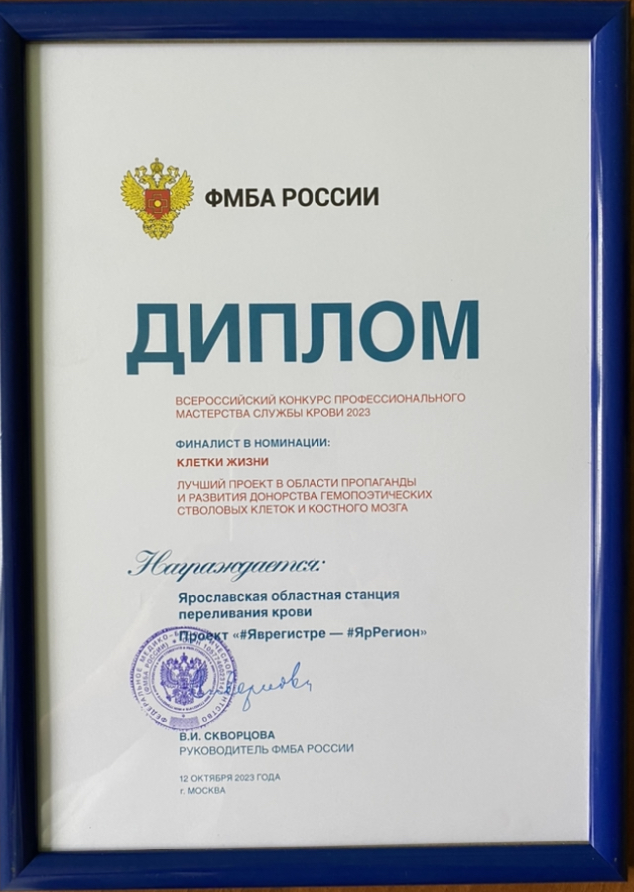 ФМБА РОССИИ
ДИПЛОМ
ВСЕРОССИЙСКИЙ КОНКУРС ПРОФЕССИОНАЛЬНОГО
МАСТЕРСТВА СЛУЖБЫ КРОВИ 2023
ФИНАЛИСТ В НОМИНАЦИИ:
КЛЕТКИ ЖИЗНИ
ЛУЧШИЙ ПРОЕКТ В ОБЛАСТИ ПРОПАГАНДЫ
И РАЗВИТИЯ ДОНОРСТВА ГЕМОПОЭТИЧЕСКИХ
СТВОЛОВЫХ КЛЕТОК И КОСТНОГО МОЗГА
Награждается:
Ярославская областная станция
переливания крови
Проект «#Яврегистре — #ЯрРегион»
В.И. СКВОРЦОВА
РУКОВОДИТЕЛЬ ФМБА РОССИИ
12 ОКТЯБРЯ 2023 ГОДА
г. МОСКВА